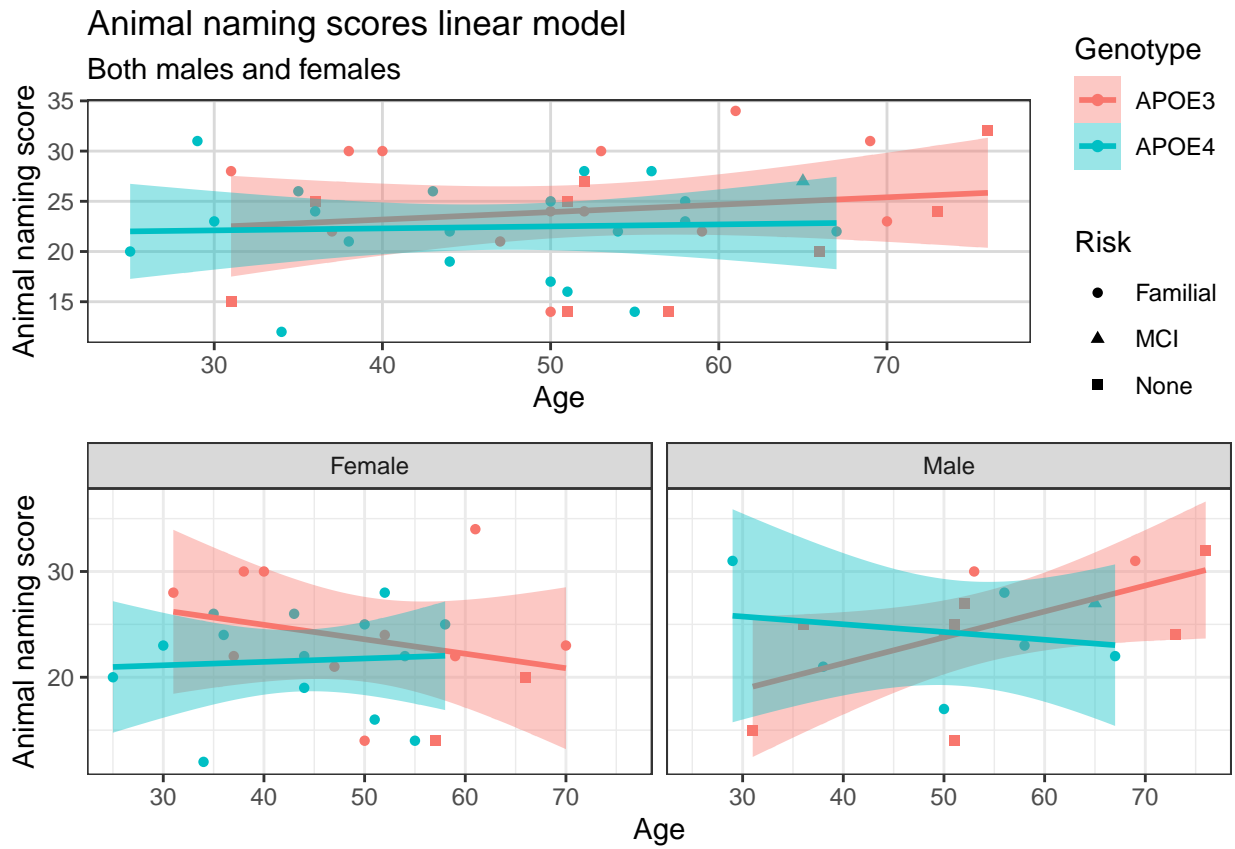 Animal naming scores linear model
Both males and females
Animal naming score
35
30
25
20
15
30
40
50
60
70
Age
Genotype
APOE3
APOE4
Risk
Familial
MCI
None
Female
Male
Animal naming score
30
20
30
40
50
60
70
30
40
50
60
70
Age